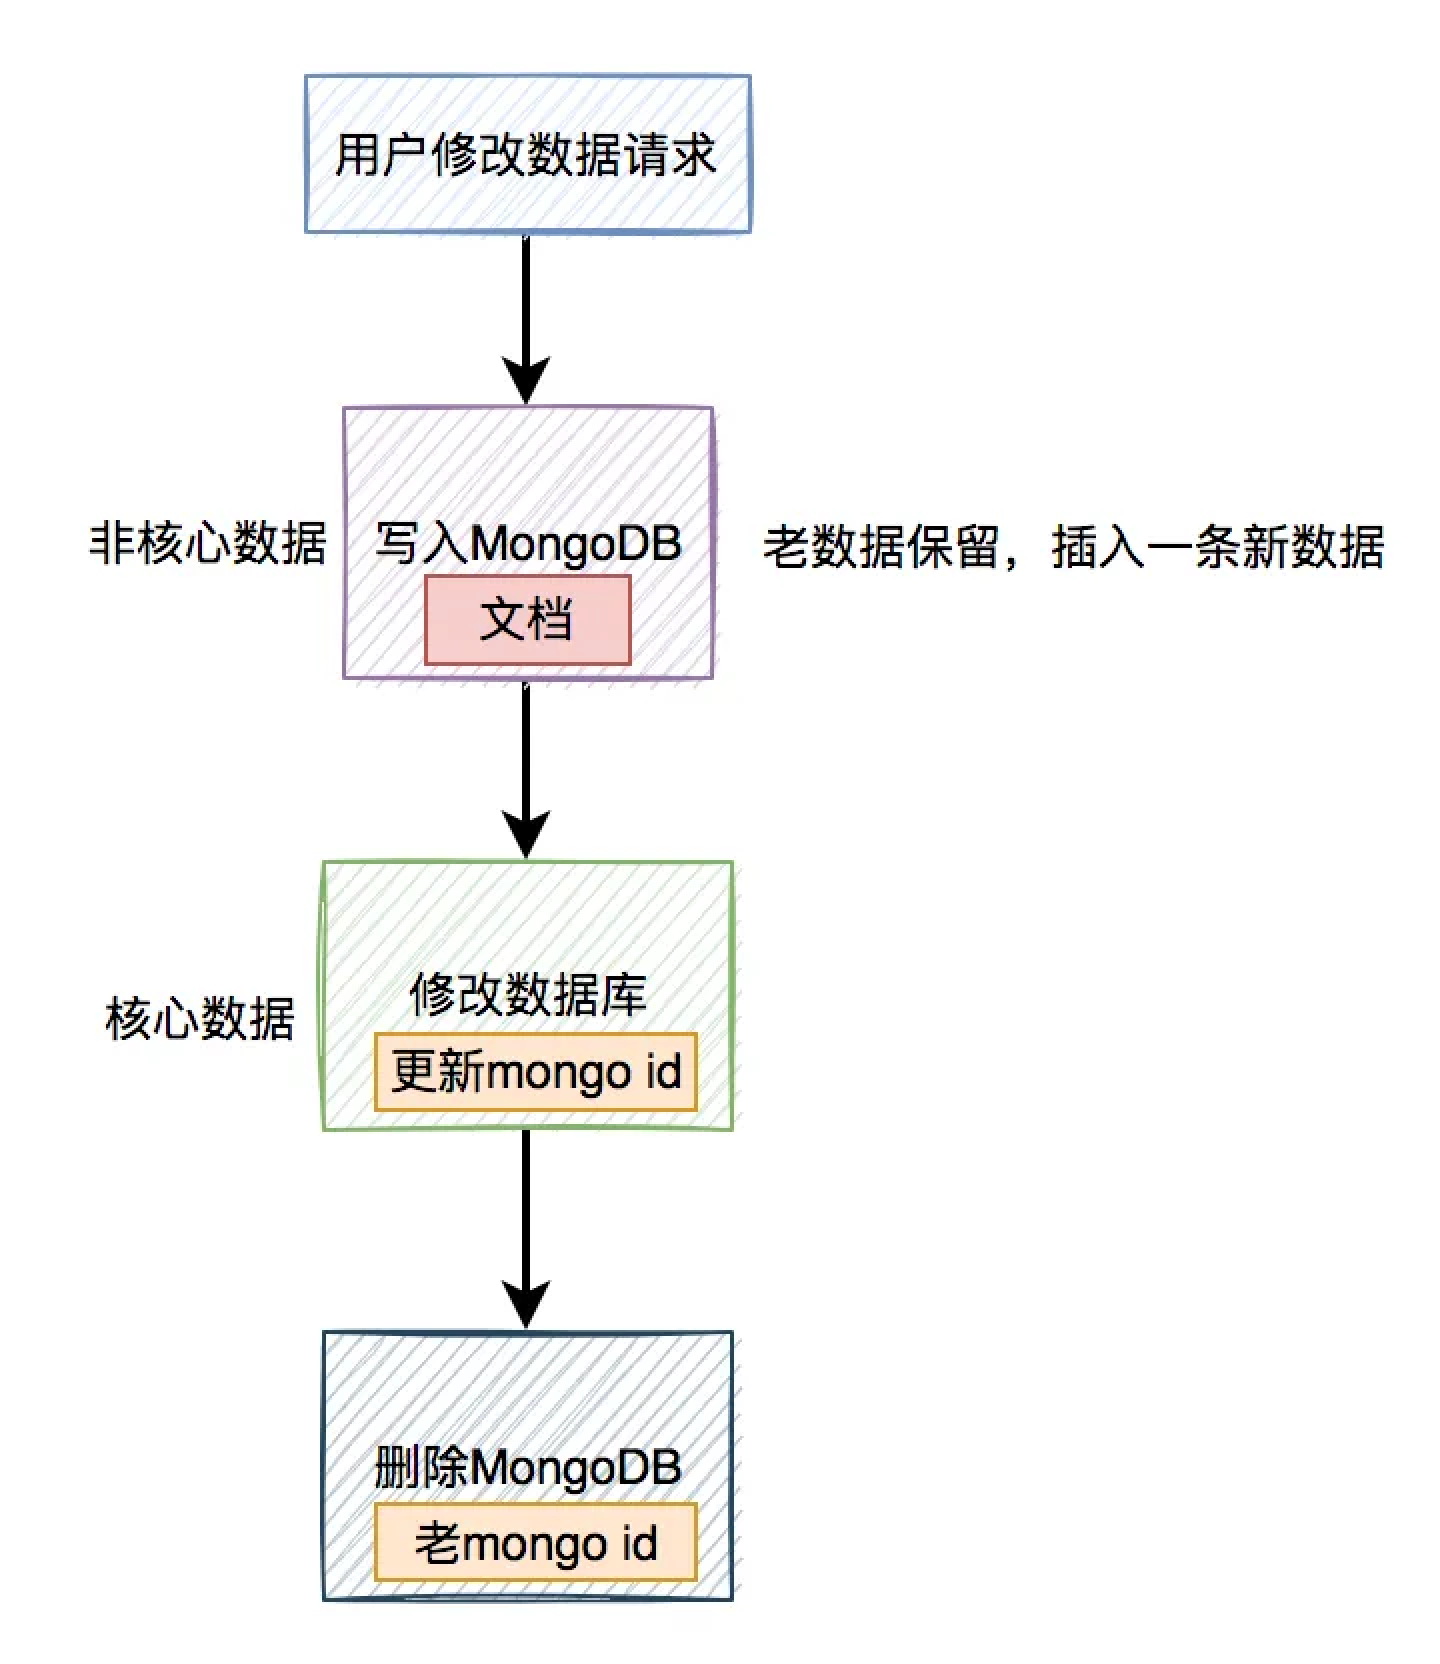 用户修改数据请求
非核心数据
写入MongoDB
文档
老数据保留，插入一条新数据
核心数据
修改数据库
更新mongo id
删除MongoDB
老mongo id